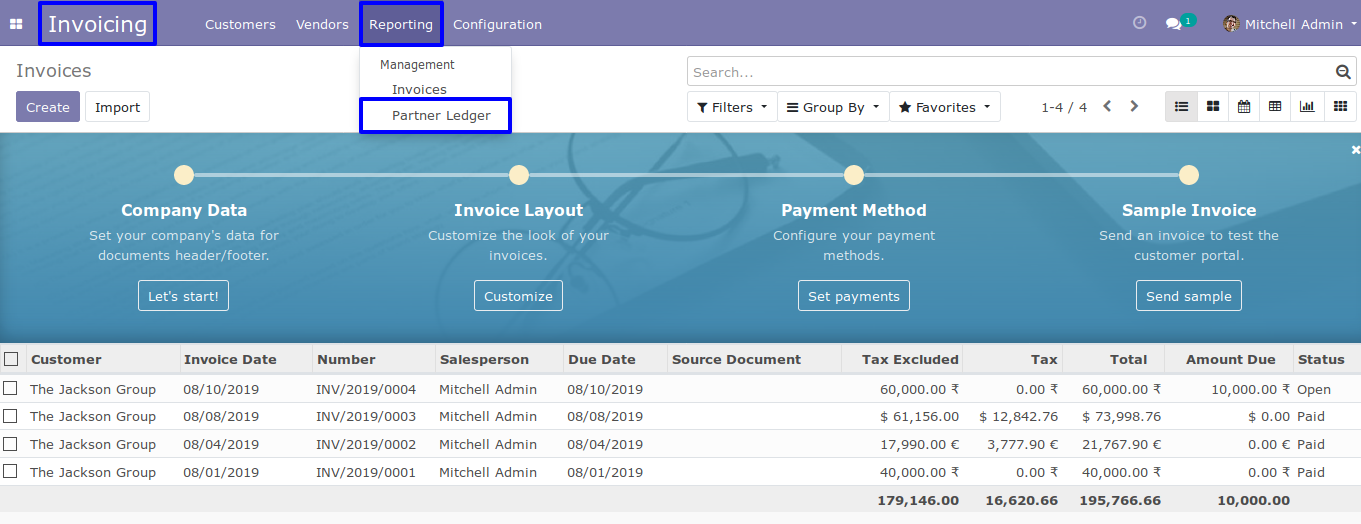 Invoicing Customers Vendors Reporting Configuration 1 Mitchell Admin
Management
Invoices
Partner Ledger
Invoices
Search...
Create Import
Filters Group By Favorites 1-4 / 4
Company Data
Set your company's data for
documents header/footer.
Let's start!
Invoice Layout
Customize the look of your
invoices.
Customize
Payment Method
Configure your payment
methods.
Set payments
Sample Invoice
Send an invoice to test the
customer portal.
Send sample
Customer Invoice Date Number Salesperson Due Date Source Document Tax Excluded Tax Total Amount Due Status
The Jackson Group 08/10/2019 INV/2019/0004 Mitchell Admin 08/10/2019 60,000.00 ₹ 0.00 ₹ 60,000.00 ₹ 10,000.00 ₹ Open
The Jackson Group 08/08/2019 INV/2019/0003 Mitchell Admin 08/08/2019 $ 61,156.00 $ 12,842.76 $ 73,998.76 $ 0.00 Paid
The Jackson Group 08/04/2019 INV/2019/0002 Mitchell Admin 08/04/2019 17,990.00 € 3,777.90 € 21,767.90 € 0.00 € Paid
The Jackson Group 08/01/2019 INV/2019/0001 Mitchell Admin 08/01/2019 40,000.00 ₹ 0.00 ₹ 40,000.00 ₹ 0.00 ₹ Paid
179,146.00 16,620.66 195,766.66 10,000.00